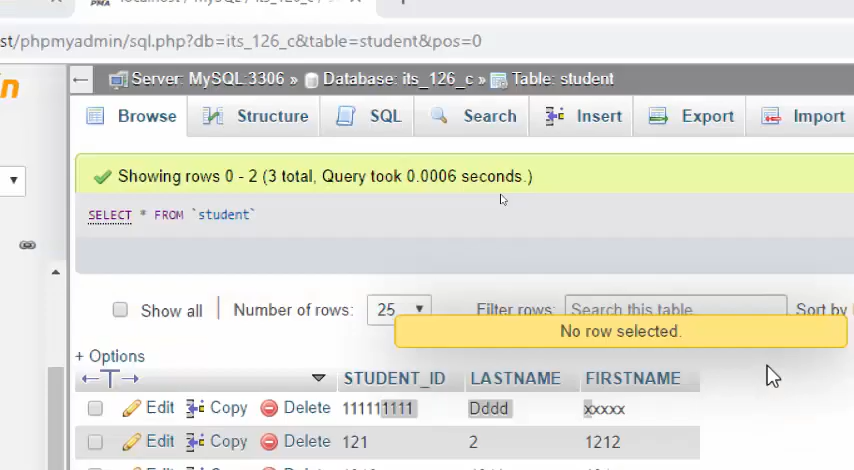 st/phpmyadmin/sql.php?db=its_126_c&table=student&pos=0
Server: MySQL:3306 » Database: its_126_c » Table: student
Browse Structure SQL Search Insert Export Import
Showing rows 0 - 2 (3 total, Query took 0.0006 seconds.)
SELECT * FROM `student`
Show all Number of rows: 25 Filter rows: Search this table Sort by
No row selected.
+ Options
←T→ STUDENT_ID LASTNAME FIRSTNAME
Edit Copy Delete 111111111 Dddd xxxxx
Edit Copy Delete 121 2 1212